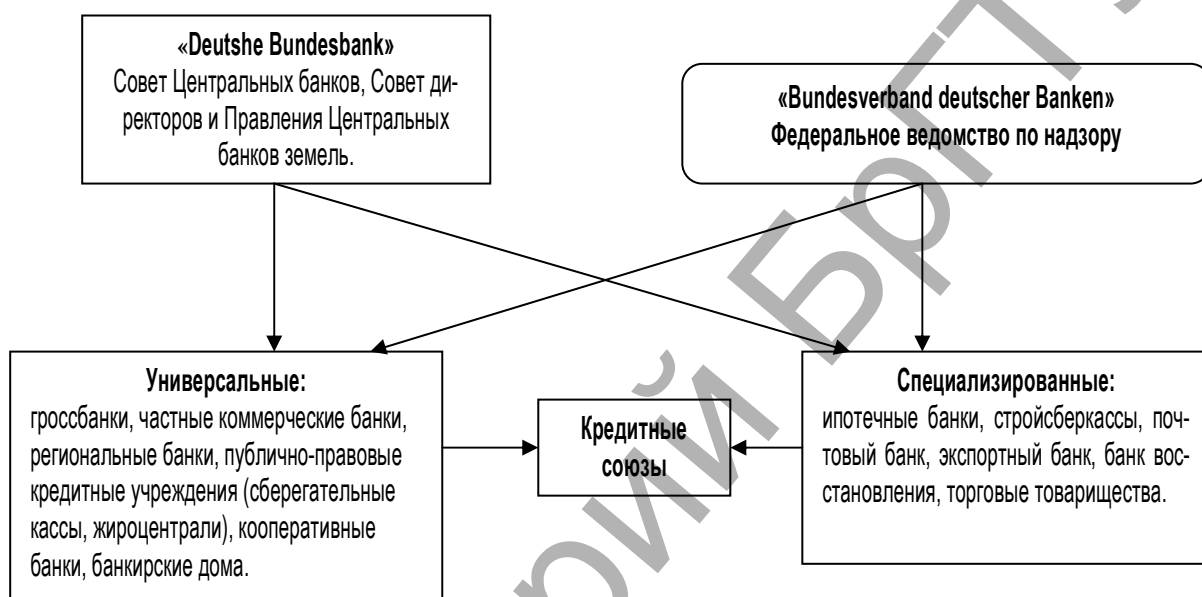 «Deutshe Bundesbank»
Совет Центральных банков, Совет ди-
ректоров и Правления Центральных
банков земель.
«Bundesverband deutscher Banken»
Федеральное ведомство по надзору
Универсальные:
гроссбанки, частные коммерческие банки,
региональные банки, публично-правовые
кредитные учреждения (сберегательные
кассы, жироцентрали), кооперативные
банки, банкирские дома.
Кредитные
союзы
Специализированные:
ипотечные банки, стройсберкассы, поч-
товый банк, экспортный банк, банк вос-
становления, торговые товарищества.